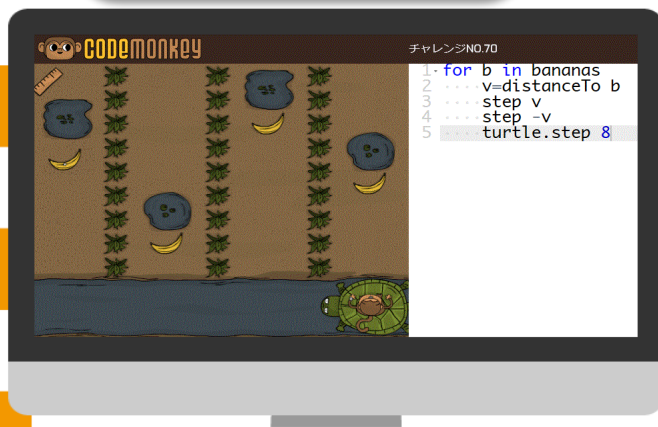 CODEMONKEY
チャレンジNO.70
1 for b in bananas
2 ····v=distanceTo b
3 ····step v
4 ····step -v
5 ····turtle.step 8